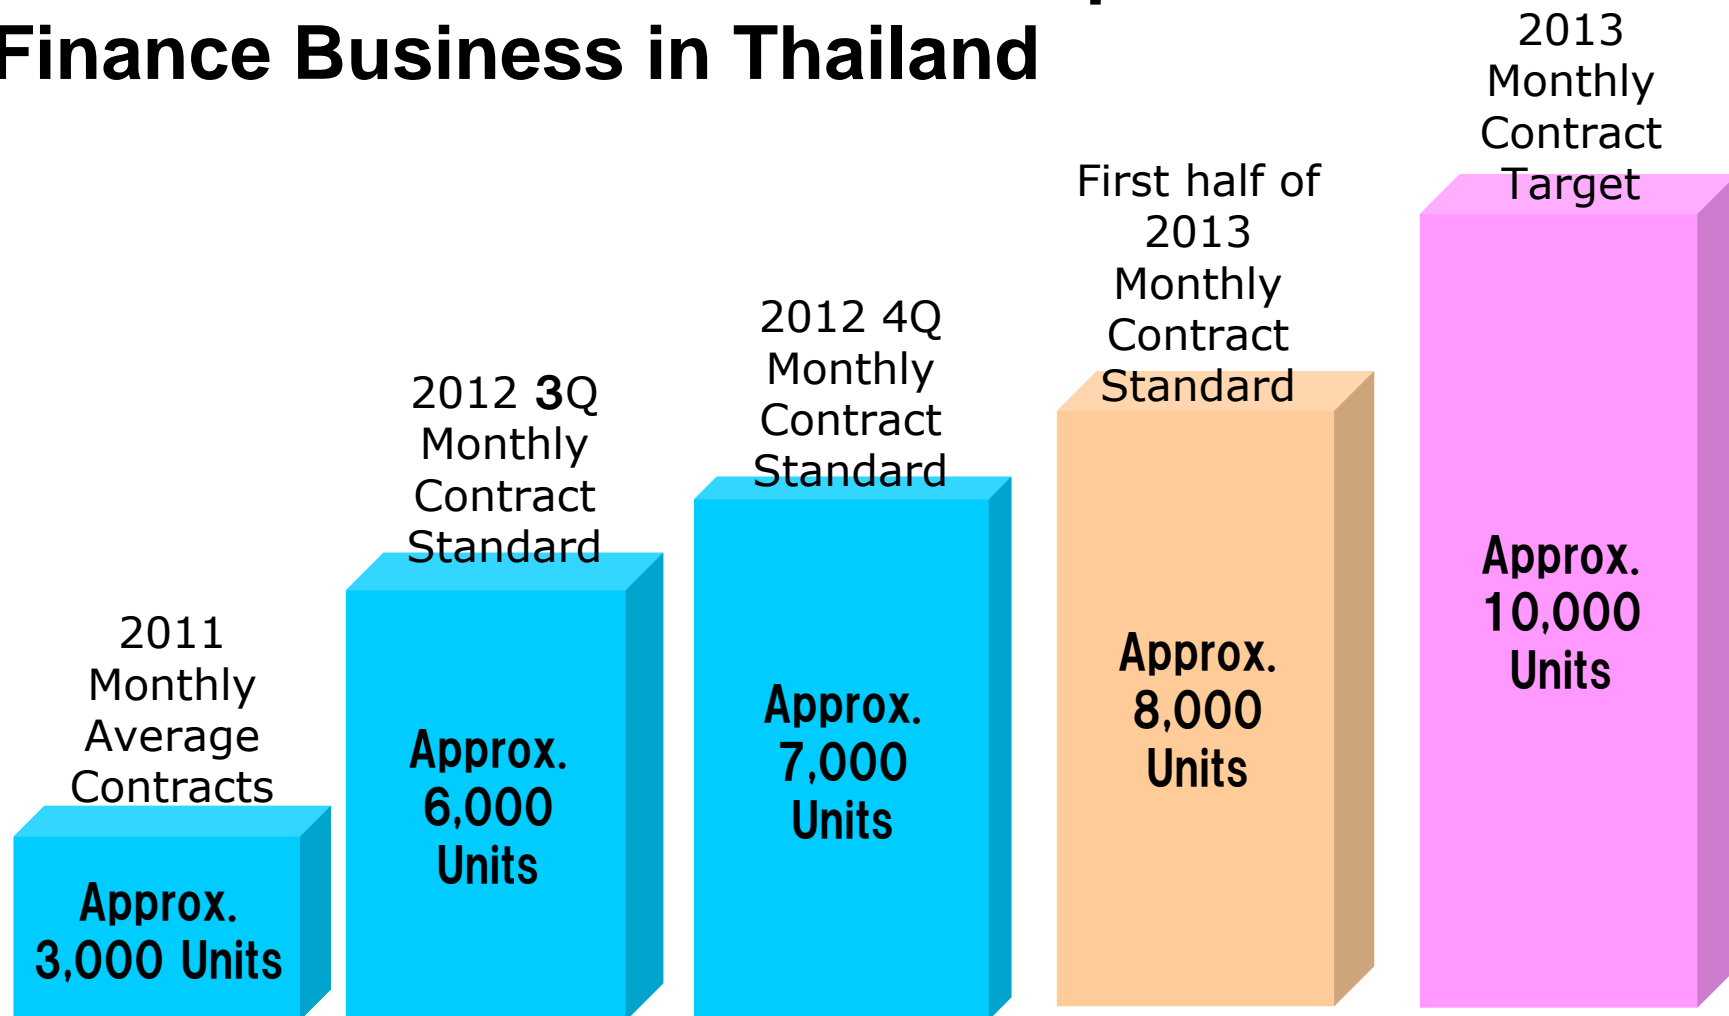 Finance Business in Thailand
2011
Monthly
Average
Contracts
Approx.
3,000 Units
2012 3Q
Monthly
Contract
Standard
Approx.
6,000
Units
2012 4Q
Monthly
Contract
Standard
Approx.
7,000
Units
First half of
2013
Monthly
Contract
Standard
Approx.
8,000
Units
2013
Monthly
Contract
Target
Approx.
10,000
Units